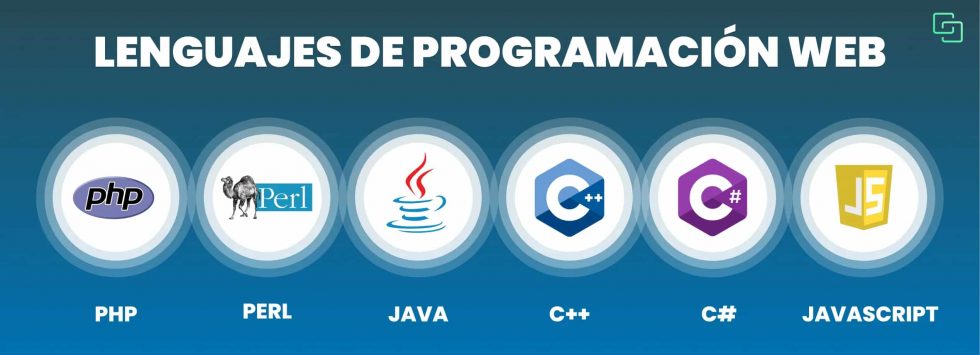 LENGUAJES DE PROGRAMACIÓN WEB
php Perl C++ C# JS
PHP PERL JAVA C++ C# JAVASCRIPT